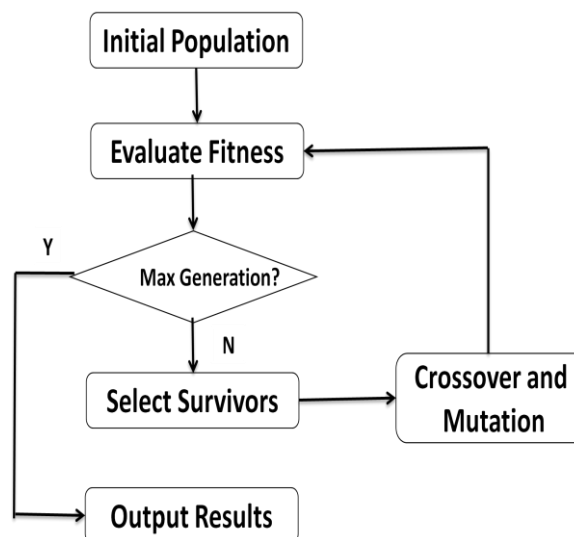 Initial Population
Evaluate Fitness
Y
Max Generation?
N
Select Survivors
Crossover and
Mutation
Output Results